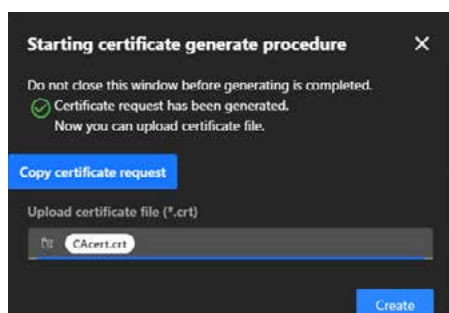 Starting certificate generate procedure
Do not close this window before generating is completed.
Certificate request has been generated.
Now you can upload certificate file.
Copy certificate request
Upload certificate file (*.crt)
CAcert.crt
Create